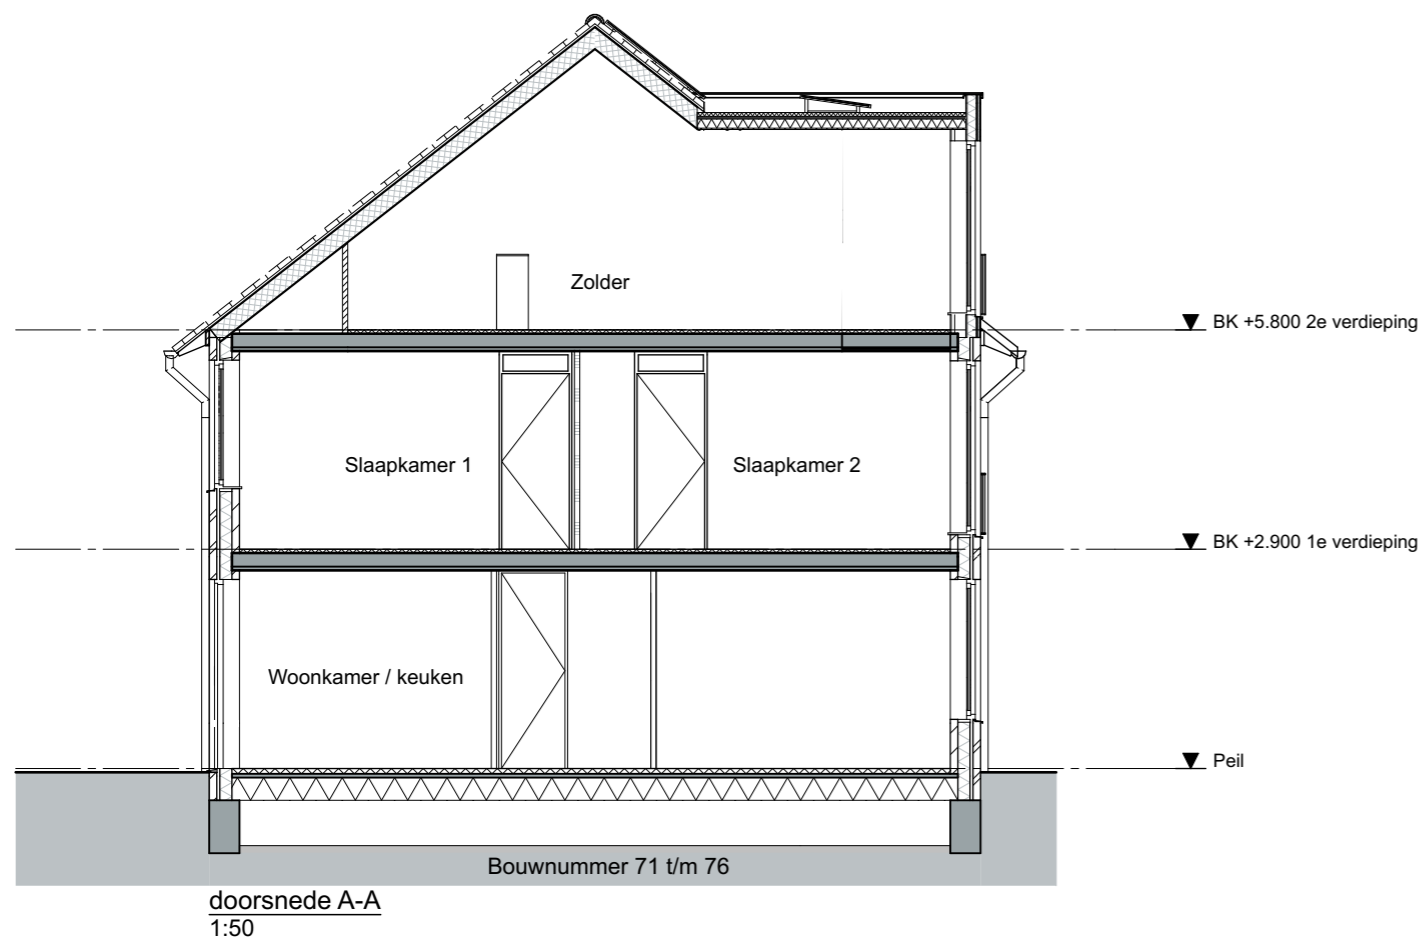 Zolder
BK +5.800 2e verdieping
Slaapkamer 1
Slaapkamer 2
BK +2.900 1e verdieping
Woonkamer / keuken
Peil
Bouwnummer 71 t/m 76
doorsnede A-A
1:50